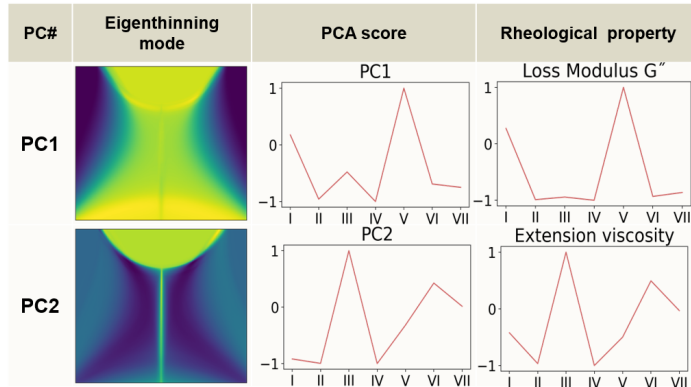 PC# Eigenthinning mode PCA score Rheological property
PC1
PC1
1
0
−1
I II III IV V VI VII
Loss Modulus G″
1
0
−1
I II III IV V VI VII
PC2
PC2
1
0
−1
I II III IV V VI VII
Extension viscosity
1
0
−1
I II III IV V VI VII